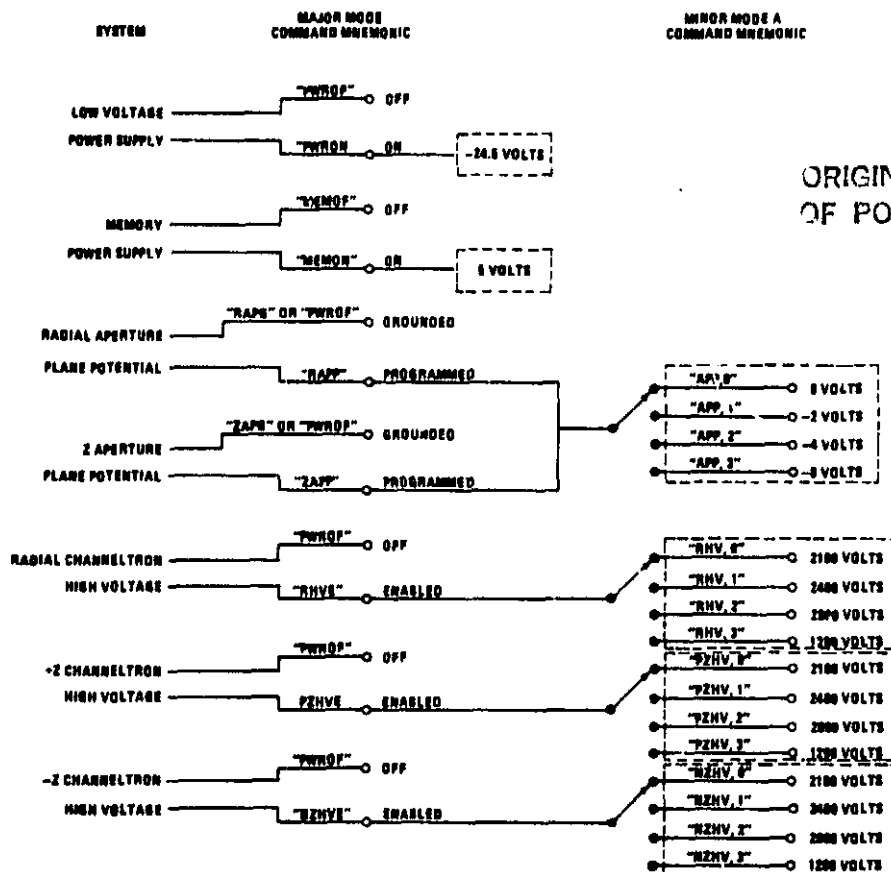 SYSTEM
MAJOR MODE
COMMAND MNEMONIC
MINOR MODE A
COMMAND MNEMONIC
LOW VOLTAGE
POWER SUPPLY
"PWROF" OFF
"PWRON ON
-24.5 VOLTS
ORIGIN
OF PO
MEMORY
POWER SUPPLY
"MEMOF" OFF
"MEMON" ON
5 VOLTS
RADIAL APERTURE
PLANE POTENTIAL
"RAPG" OR "PWROF" GROUNDED
"RAPP" PROGRAMMED
Z APERTURE
PLANE POTENTIAL
"ZAPG" OR "PWROF" GROUNDED
"ZAPP" PROGRAMMED
"APP, 0" 0 VOLTS
"APP, 1" -2 VOLTS
"APP, 2" -4 VOLTS
"APP, 3" VOLTS
RADIAL CHANNELTRON
HIGH VOLTAGE
"PWROF" OFF
"RHVE" ENABLED
"RHV, 0" 2100 VOLTS
"RHV, 1" 2400 VOLTS
"RHV, 2" VOLTS
"RHV, 3" 1200 VOLTS
+Z CHANNELTRON
HIGH VOLTAGE
"PWROF" OFF
PZHVE ENABLED
"PZHV, 0" 2100 VOLTS
"PZHV, 1" 2400 VOLTS
"PZHV, 2" VOLTS
"PZHV, 3" 1200 VOLTS
-Z CHANNELTRON
HIGH VOLTAGE
"PWROF" OFF
"NZHVE" ENABLED
"NZHV, 0" 2100 VOLTS
"NZHV, 1" VOLTS
"NZHV, 2" VOLTS
"NZHV, 3" 1200 VOLTS